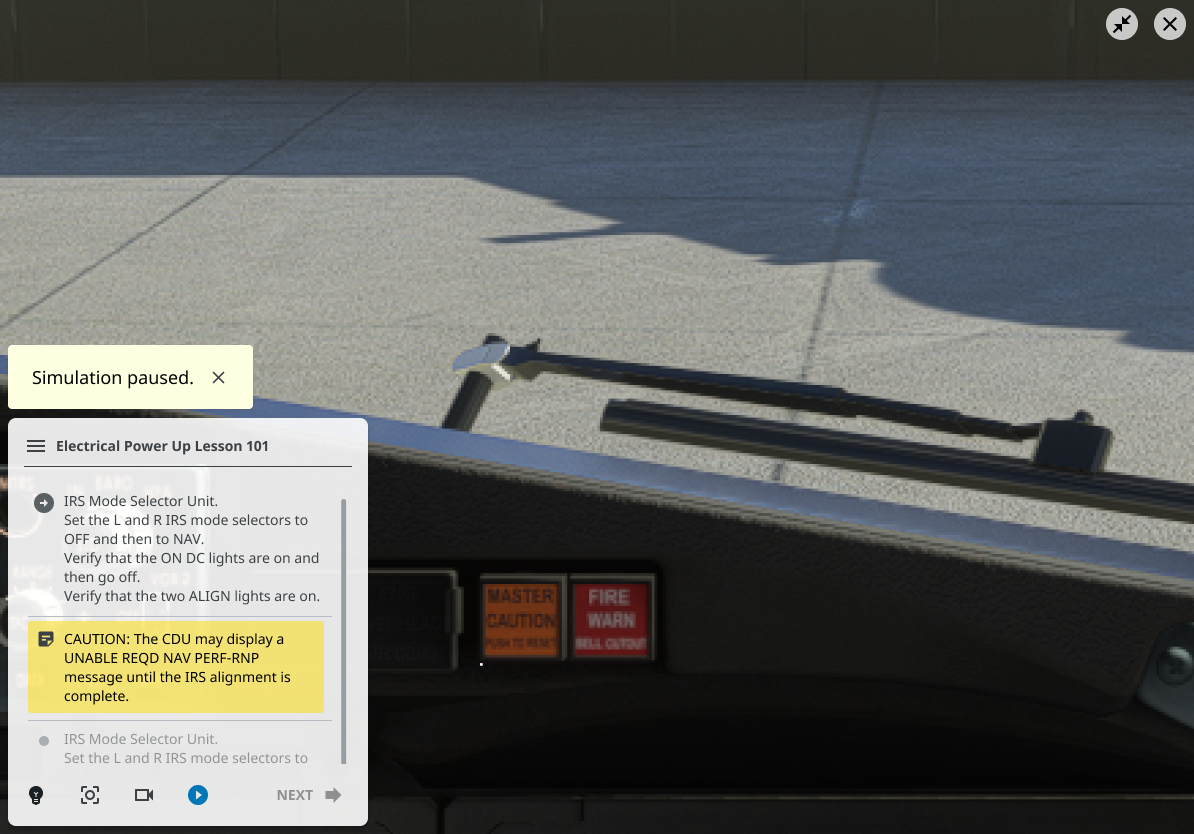 Simulation paused.
Electrical Power Up Lesson 101
IRS Mode Selector Unit.
Set the L and R IRS mode selectors to
OFF and then to NAV.
Verify that the ON DC lights are on and
then go off.
Verify that the two ALIGN lights are on.
CAUTION: The CDU may display a
UNABLE REQD NAV PERF-RNP
message until the IRS alignment is
complete.
IRS Mode Selector Unit.
Set the L and R IRS mode selectors to
NEXT
MASTER
CAUTION
PUSH TO RESET
FIRE
WARN
BELL CUTOUT